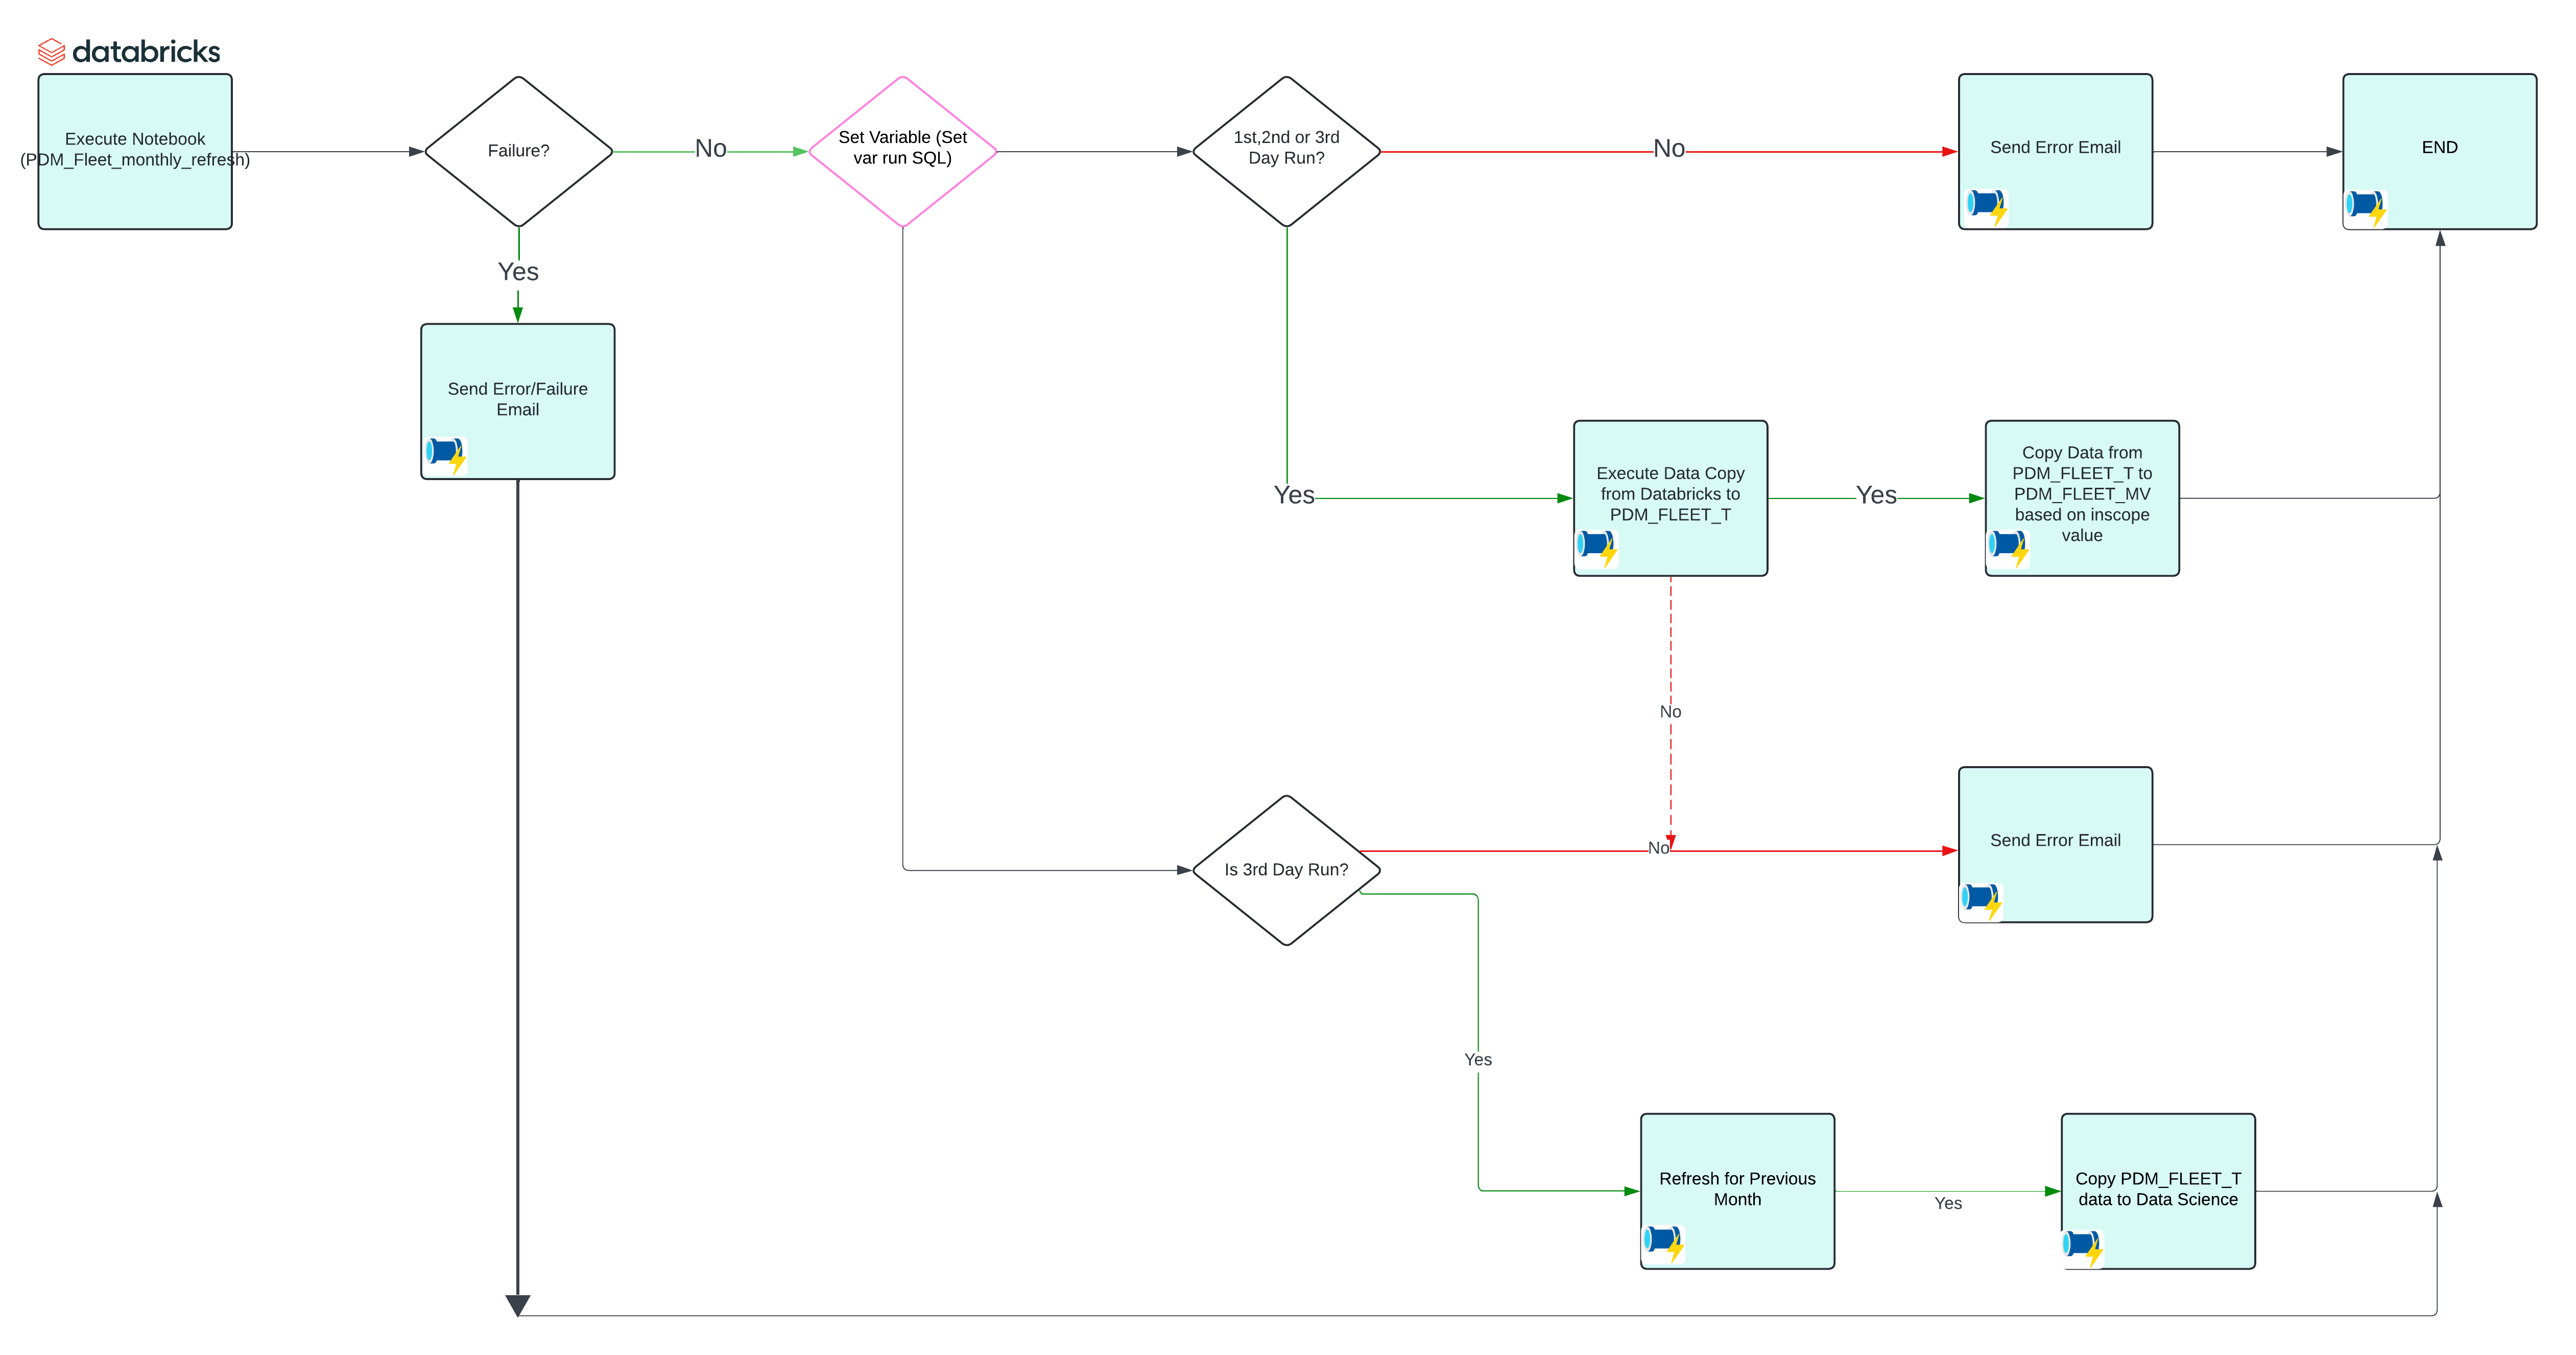 databricks
Execute Notebook
(PDM_Fleet_monthly_refresh)
Failure?
No
Set Variable (Set
var run SQL)
1st,2nd or 3rd
Day Run?
No
Send Error Email
END
Yes
Send Error/Failure
Email
Yes
Execute Data Copy
from Databricks to
PDM_FLEET_T
Yes
Copy Data from
PDM_FLEET_T to
PDM_FLEET_MV
based on inscope
value
No
Is 3rd Day Run?
No
Send Error Email
Yes
Refresh for Previous
Month
Yes
Copy PDM_FLEET_T
data to Data Science